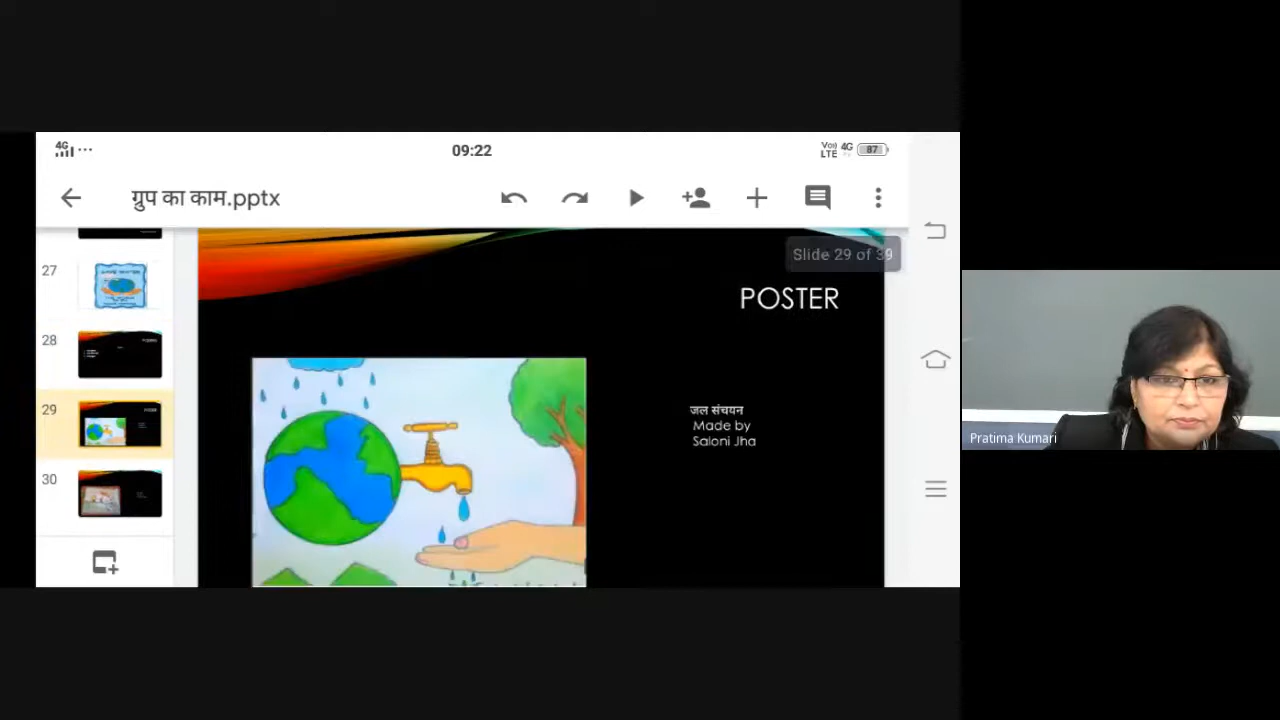 4G
09:22
Vo))
LTE
4G
87
ग्रुप का काम.pptx
27
28
29
30
Slide 29 of 39
POSTER
जल संचयन
Made by
Saloni Jha
Pratima Kumari